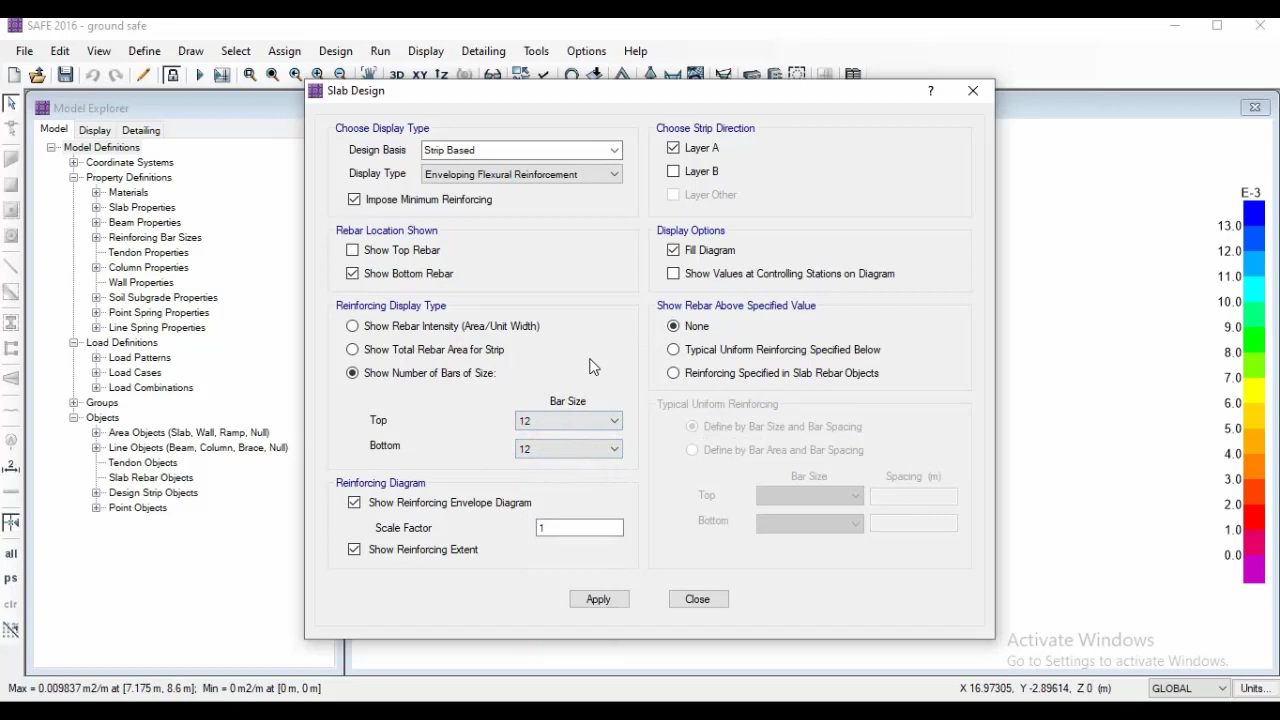 SAFE 2016 - ground safe
File Edit View Define Draw Select Assign Design Run Display Detailing Tools Options Help
3D XY
Model Explorer
Model Display Detailing
Model Definitions
Coordinate Systems
Property Definitions
Materials
Slab Properties
Beam Properties
Reinforcing Bar Sizes
Tendon Properties
Column Properties
Wall Properties
Soil Subgrade Properties
Point Spring Properties
Line Spring Properties
Load Definitions
Load Patterns
Load Cases
Load Combinations
Groups
Objects
Area Objects (Slab, Wall, Ramp, Null)
Line Objects (Beam, Column, Brace, Null)
Tendon Objects
Slab Rebar Objects
Design Strip Objects
Point Objects
all
ps
clr
Slab Design
?
Choose Display Type
Design Basis Strip Based
Display Type Enveloping Flexural Reinforcement
Impose Minimum Reinforcing
Rebar Location Shown
Show Top Rebar
Show Bottom Rebar
Reinforcing Display Type
Show Rebar Intensity (Area/Unit Width)
Show Total Rebar Area for Strip
Show Number of Bars of Size:
Bar Size
Top 12
Bottom 12
Reinforcing Diagram
Show Reinforcing Envelope Diagram
Scale Factor 1
Show Reinforcing Extent
Choose Strip Direction
Layer A
Layer B
Layer Other
Display Options
Fill Diagram
Show Values at Controlling Stations on Diagram
Show Rebar Above Specified Value
None
Typical Uniform Reinforcing Specified Below
Reinforcing Specified in Slab Rebar Objects
Typical Uniform Reinforcing
Define by Bar Size and Bar Spacing
Define by Bar Area and Bar Spacing
Bar Size Spacing (m)
Top
Bottom
Apply Close
E-3
13.0
12.0
11.0
10.0
9.0
8.0
7.0
6.0
5.0
4.0
3.0
2.0
1.0
0.0
Activate Windows
Go to Settings to activate Windows.
Max = 0.009837 m2/m at [7.175 m, 8.6 m]; Min = 0 m2/m at [0 m, 0 m]
X 16.97305, Y -2.89614, Z 0 (m)
GLOBAL
Units...